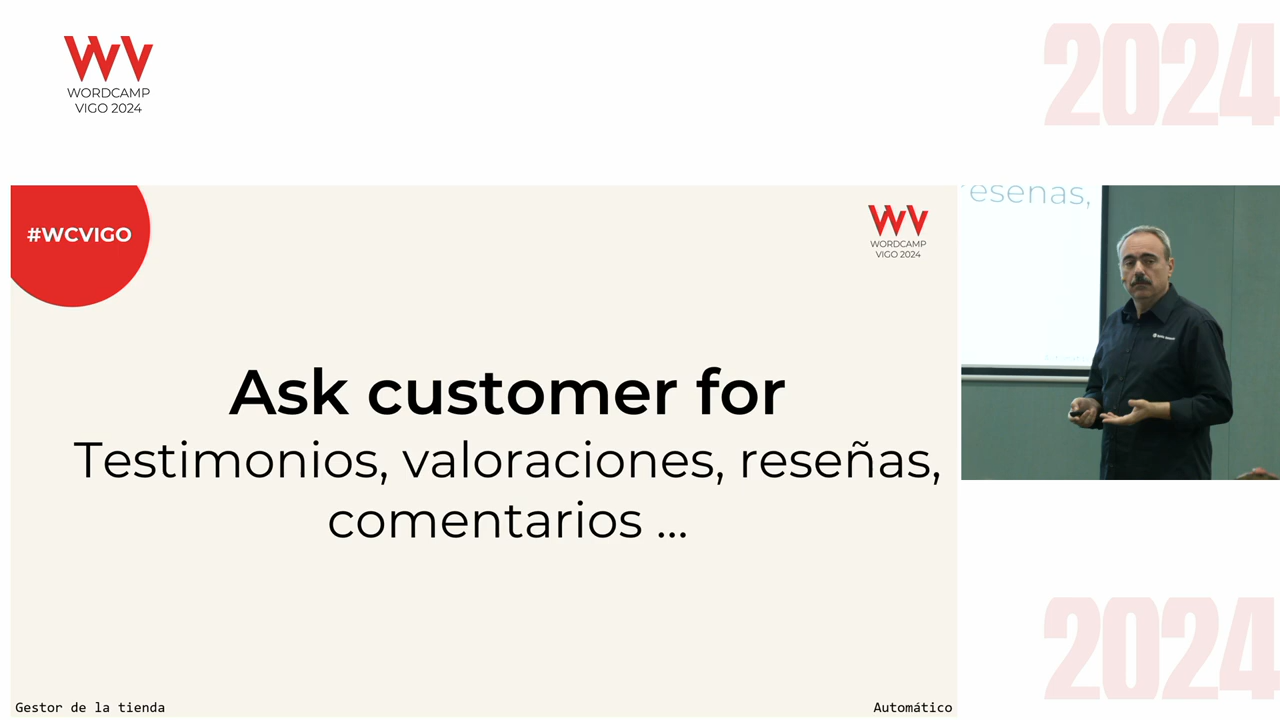 WORDCAMP
VIGO 2024
2024
#WCVIGO
WORDCAMP
VIGO 2024
reseñas,
Ask customer for
Testimonios, valoraciones, reseñas,
comentarios ...
2024
Gestor de la tienda
Automático